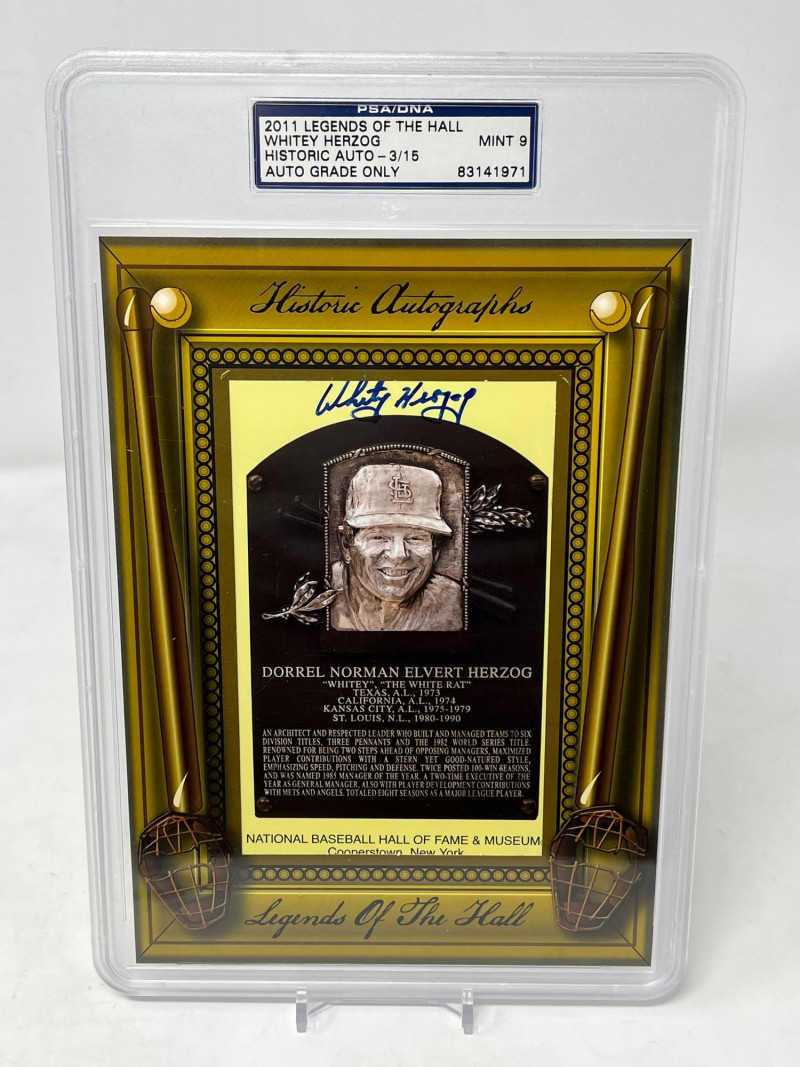 PSA/DNA
2011 LEGENDS OF THE HALL
WHITEY HERZOG MINT 9
HISTORIC AUTO - 3/15
AUTO GRADE ONLY 83141971
Historic Autographs
Whitey Herzog
STL
DORREL NORMAN ELVERT HERZOG
"WHITEY", "THE WHITE RAT"
TEXAS, A.L., 1973
CALIFORNIA, A.L., 1974
KANSAS CITY, A.L., 1975-1979
ST. LOUIS, N.L., 1980-1990
AN ARCHITECT AND RESPECTED LEADER WHO BUILT AND MANAGED TEAMS TO SIX
DIVISION TITLES, THREE PENNANTS AND THE 1982 WORLD SERIES TITLE.
RENOWNED FOR BEING TWO STEPS AHEAD OF OPPOSING MANAGERS, MAXIMIZED
PLAYER CONTRIBUTIONS WITH A STERN YET GOOD-NATURED STYLE,
EMPHASIZING SPEED, PITCHING AND DEFENSE. TWICE POSTED 100-WIN SEASONS,
AND WAS NAMED 1985 MANAGER OF THE YEAR. A TWO-TIME EXECUTIVE OF THE
YEAR AS GENERAL MANAGER, ALSO WITH PLAYER DEVELOPMENT CONTRIBUTIONS
WITH METS AND ANGELS. TOTALED EIGHT SEASONS AS A MAJOR LEAGUE PLAYER.
NATIONAL BASEBALL HALL OF FAME & MUSEUM
Cooperstown, New York
Legends Of The Hall